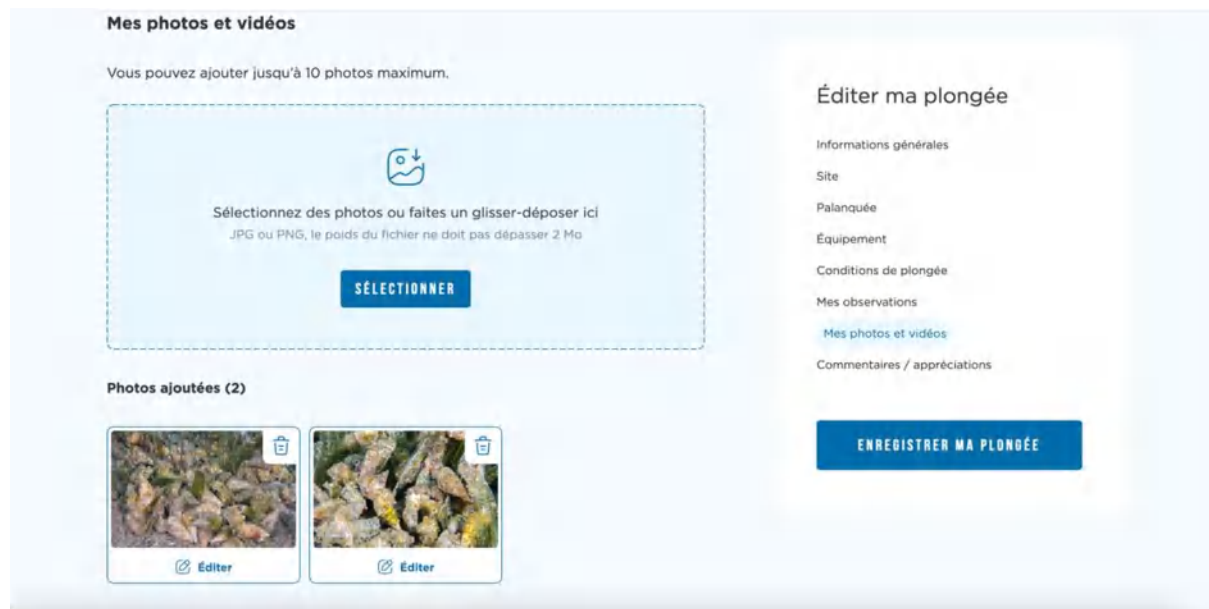 Mes photos et vidéos
Vous pouvez ajouter jusqu'à 10 photos maximum.
Sélectionnez des photos ou faites un glisser-déposer ici
JPG ou PNG, le poids du fichier ne doit pas dépasser 2 Mo
SÉLECTIONNER
Photos ajoutées (2)
Éditer
Éditer
Éditer ma plongée
Informations générales
Site
Palanquée
Équipement
Conditions de plongée
Mes observations
Mes photos et vidéos
Commentaires / appréciations
ENREGISTRER MA PLONGÉE